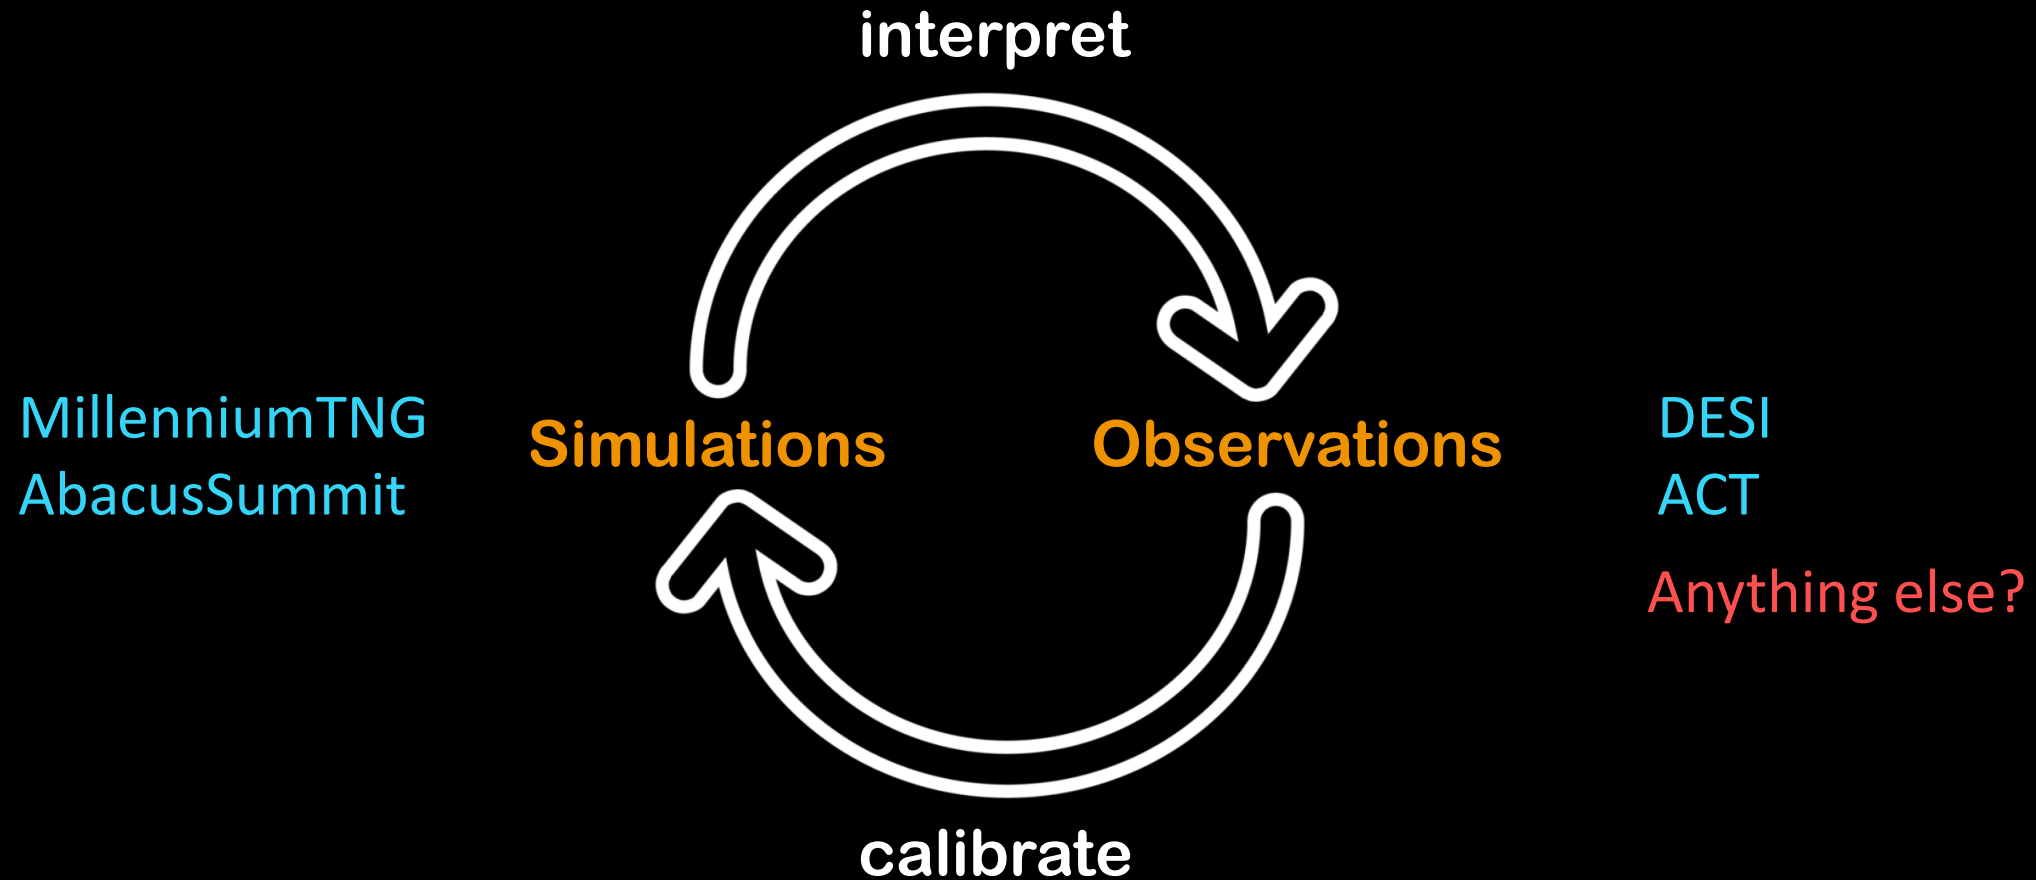 interpret
MillenniumTNG
AbacusSummit
Simulations
Observations
DESI
ACT
Anything else?
calibrate